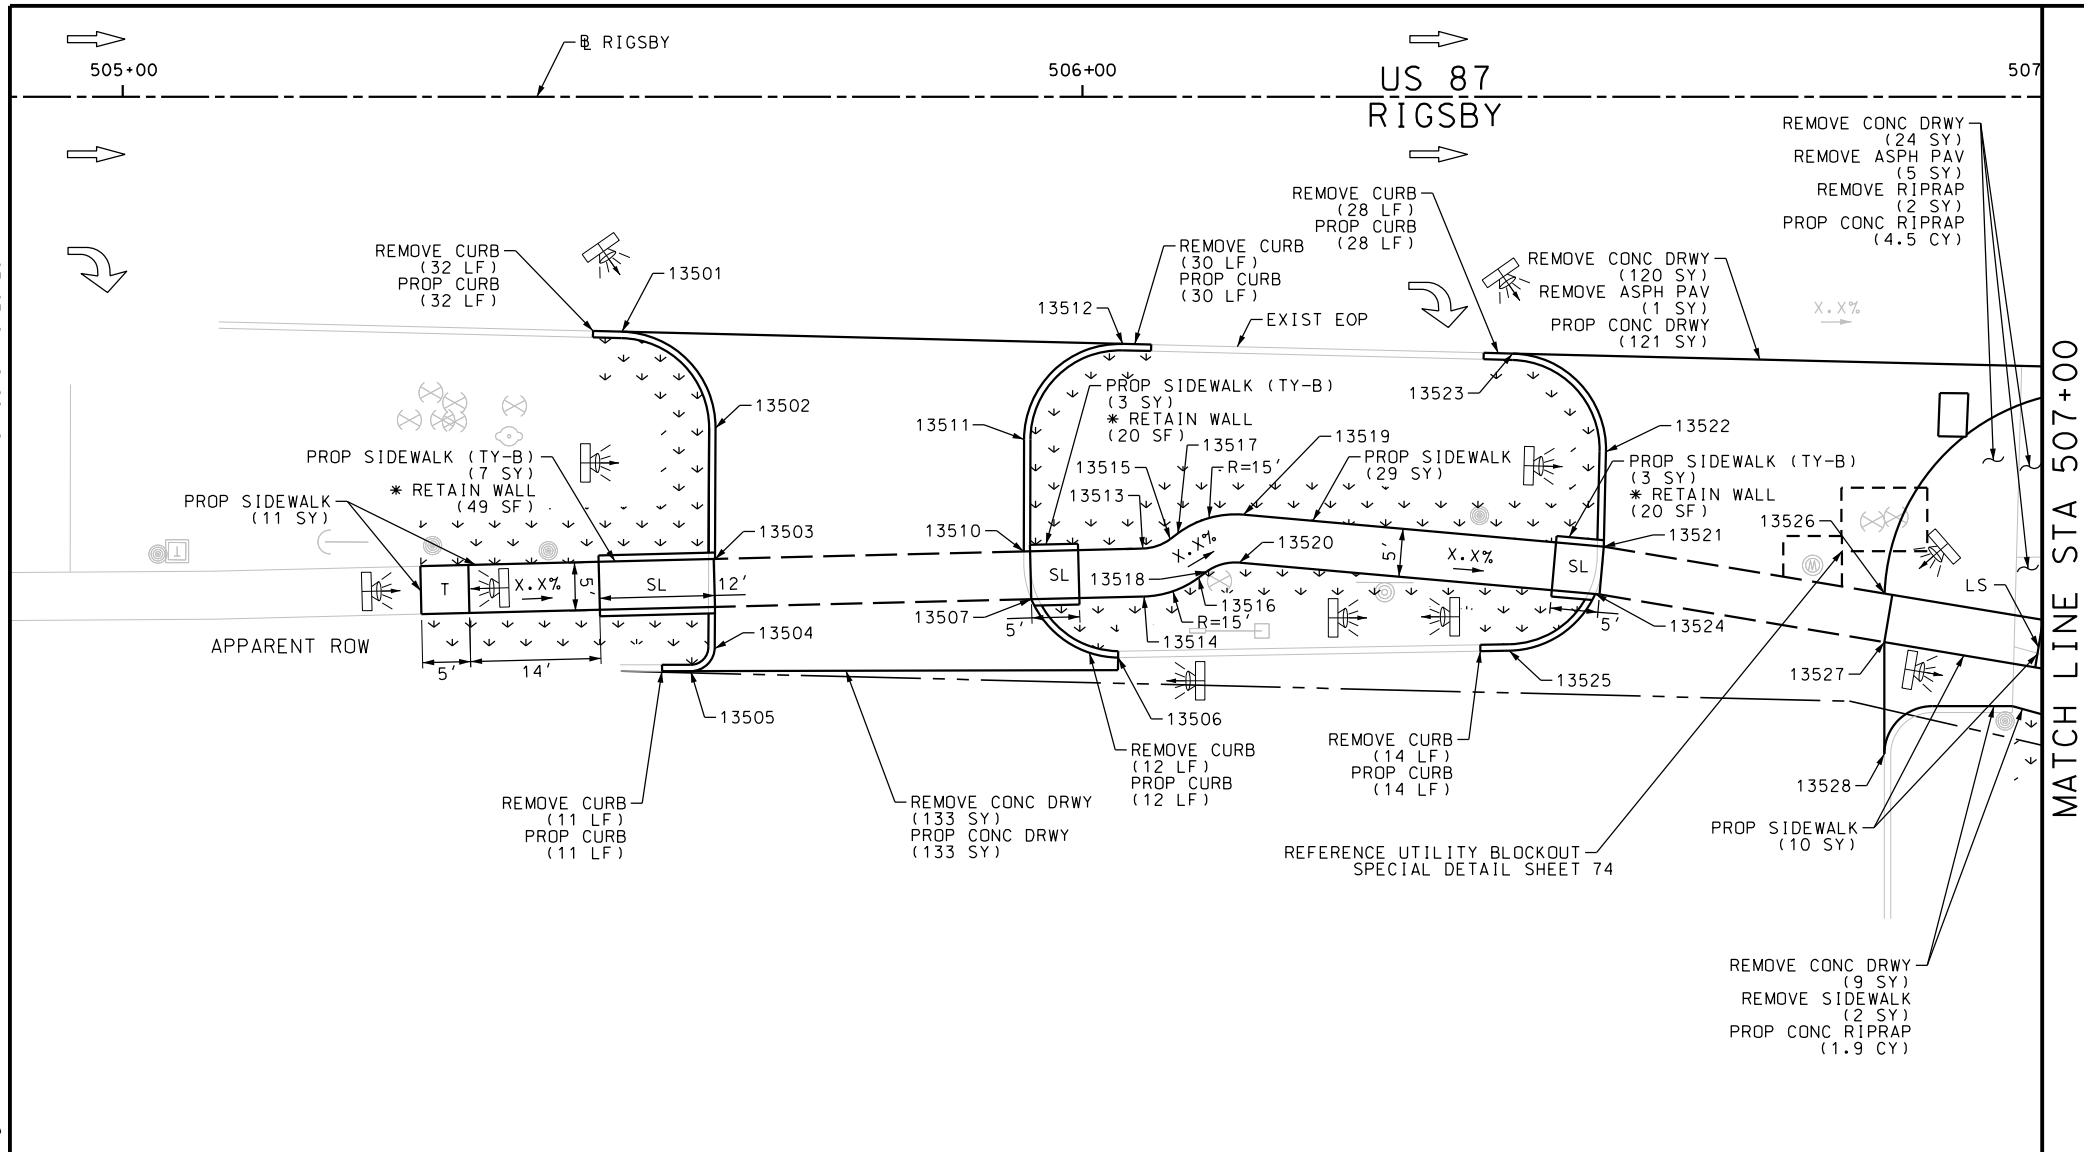 ℄ RIGSBY
505+00
506+00
507
US 87
RIGSBY
REMOVE CONC DRWY
(24 SY)
REMOVE ASPH PAV
(5 SY)
REMOVE RIPRAP
(2 SY)
PROP CONC RIPRAP
(4.5 CY)
REMOVE CURB
(28 LF)
PROP CURB
(28 LF)
REMOVE CURB
(32 LF)
PROP CURB
(32 LF)
13501
REMOVE CURB
(30 LF)
PROP CURB
(30 LF)
13512
EXIST EOP
REMOVE CONC DRWY
(120 SY)
REMOVE ASPH PAV
(1 SY)
PROP CONC DRWY
(121 SY)
X.X%
13502
13511
PROP SIDEWALK (TY-B)
(3 SY)
* RETAIN WALL
(20 SF)
13523
13522
13517
13519
13515
R=15'
PROP SIDEWALK
(29 SY)
13513
PROP SIDEWALK (TY-B)
(3 SY)
* RETAIN WALL
(20 SF)
PROP SIDEWALK (TY-B)
(7 SY)
* RETAIN WALL
(49 SF)
PROP SIDEWALK
(11 SY)
T
13503
13510
13526
13521
13520
X.X%
5'
X.X%
W
T
X.X%
5'
SL
12'
SL
13518
SL
LS
13507
13516
5'
R=15'
13514
5'
13524
13504
APPARENT ROW
5'
14'
13527
13525
13505
13506
REMOVE CURB
(12 LF)
PROP CURB
(12 LF)
REMOVE CURB
(14 LF)
PROP CURB
(14 LF)
13528
REMOVE CURB
(11 LF)
PROP CURB
(11 LF)
REMOVE CONC DRWY
(133 SY)
PROP CONC DRWY
(133 SY)
PROP SIDEWALK
(10 SY)
REFERENCE UTILITY BLOCKOUT
SPECIAL DETAIL SHEET 74
REMOVE CONC DRWY
(9 SY)
REMOVE SIDEWALK
(2 SY)
PROP CONC RIPRAP
(1.9 CY)
MATCH LINE STA 507+00